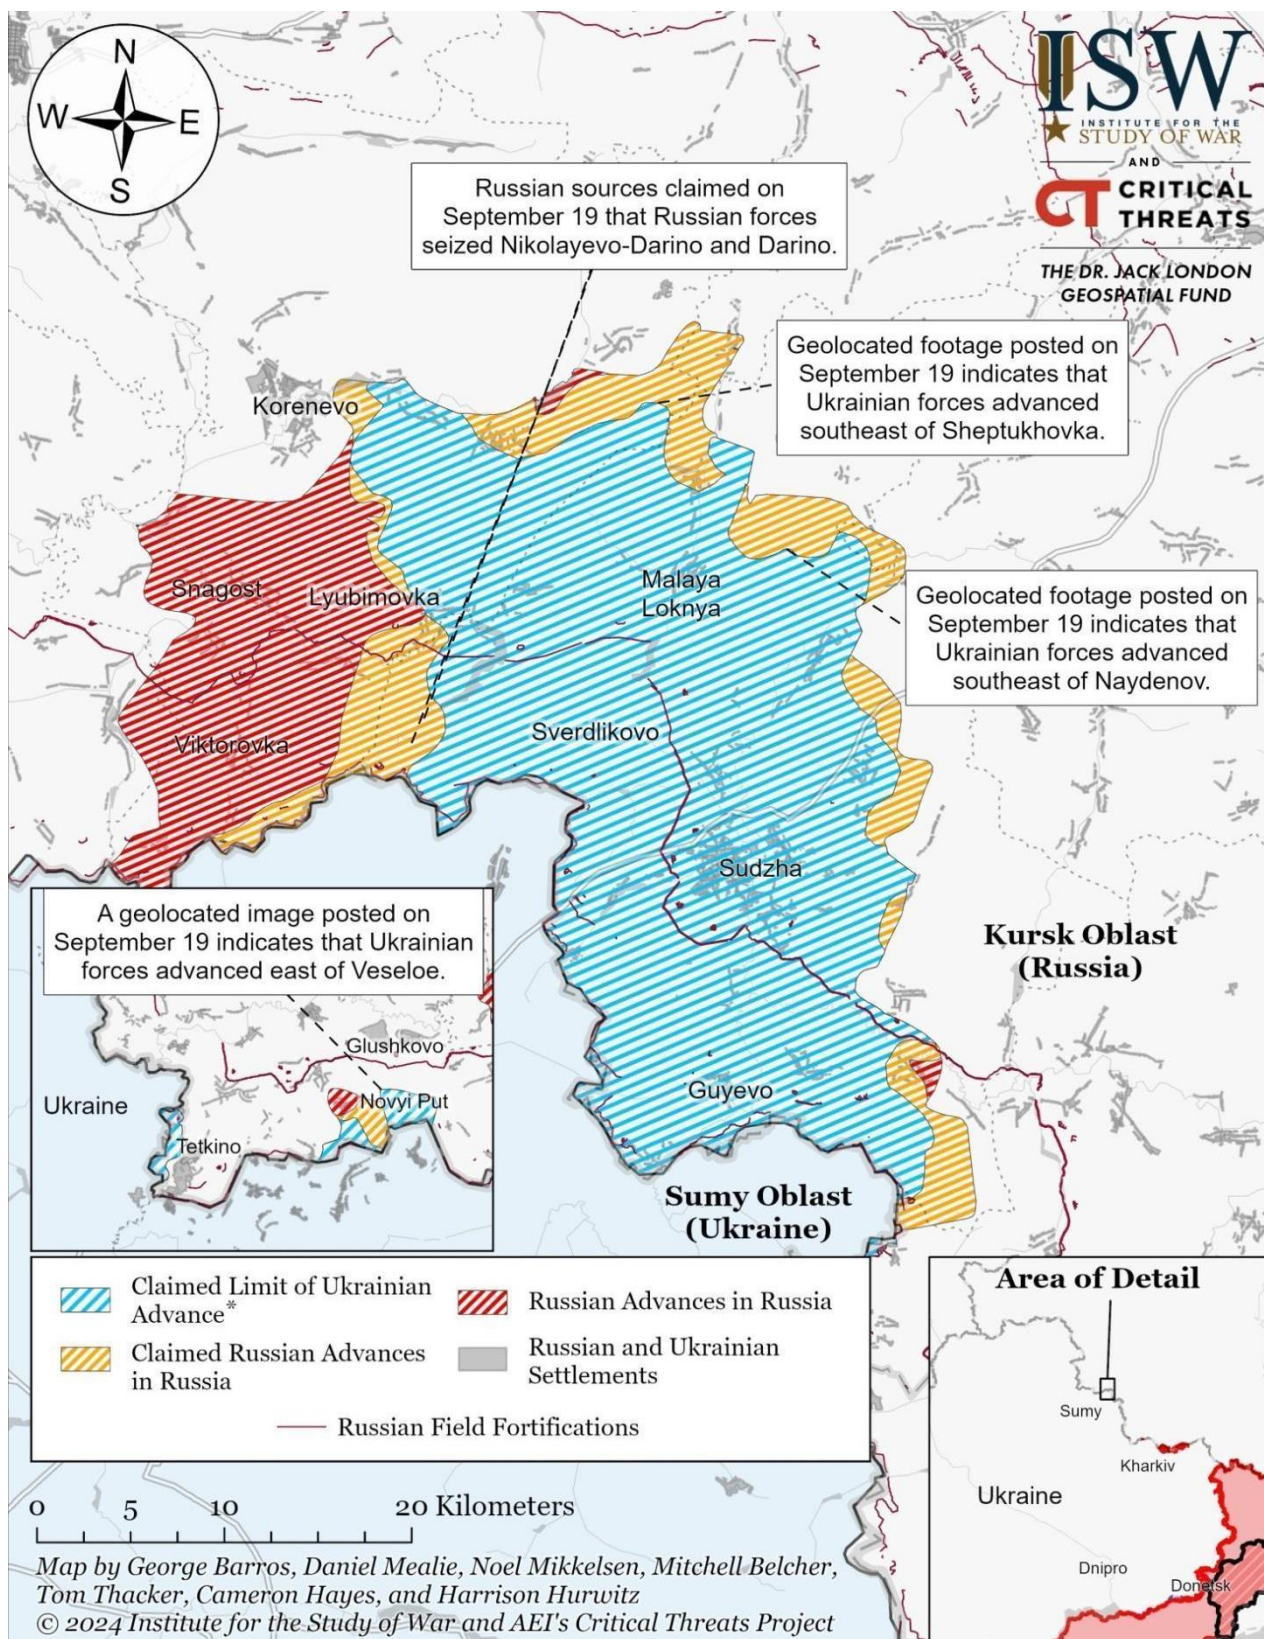 N
W
E
S
ISW
INSTITUTE FOR THE
STUDY OF WAR
AND
CT CRITICAL
THREATS
THE DR. JACK LONDON
GEOSPATIAL FUND
Russian sources claimed on
September 19 that Russian forces
seized Nikolayevo-Darino and Darino.
Geolocated footage posted on
September 19 indicates that
Ukrainian forces advanced
southeast of Sheptukhovka.
Korenevo
Snagost
Lyubimovka
Malaya
Loknya
Geolocated footage posted on
September 19 indicates that
Ukrainian forces advanced
southeast of Naydenov.
Viktorovka
Sverdlikovo
Sudzha
A geolocated image posted on
September 19 indicates that Ukrainian
forces advanced east of Veseloe.
Kursk Oblast
(Russia)
Glushkovo
Ukraine
Novyi Put
Tetkino
Guyevo
Sumy Oblast
(Ukraine)
Claimed Limit of Ukrainian
Advance*
Russian Advances in Russia
Claimed Russian Advances
in Russia
Russian and Ukrainian
Settlements
Russian Field Fortifications
Area of Detail
Sumy
Kharkiv
Ukraine
Dnipro
Donetsk
0 5 10 20 Kilometers
Map by George Barros, Daniel Mealie, Noel Mikkelsen, Mitchell Belcher,
Tom Thacker, Cameron Hayes, and Harrison Hurwitz
© 2024 Institute for the Study of War and AEI's Critical Threats Project